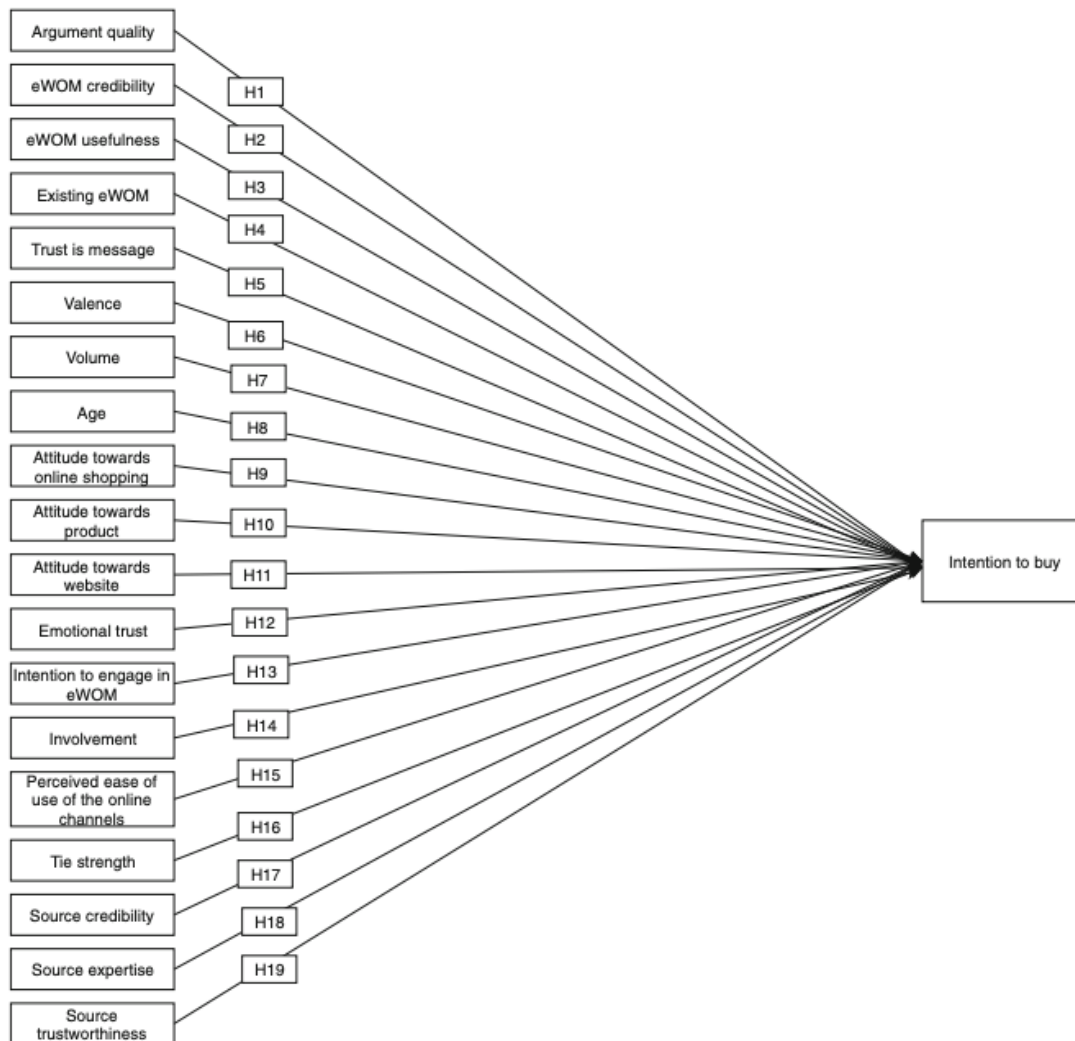 Argument quality
H1
eWOM credibility
H2
eWOM usefulness
H3
Existing eWOM
H4
Trust is message
H5
Valence
H6
Volume
H7
Age
H8
Attitude towards
online shopping
H9
Attitude towards
product
H10
Intention to buy
Attitude towards
website
H11
Emotional trust
H12
Intention to engage in
eWOM
H13
Involvement
H14
Perceived ease of
use of the online
channels
H15
Tie strength
H16
Source credibility
H17
Source expertise
H18
Source
trustworthiness
H19